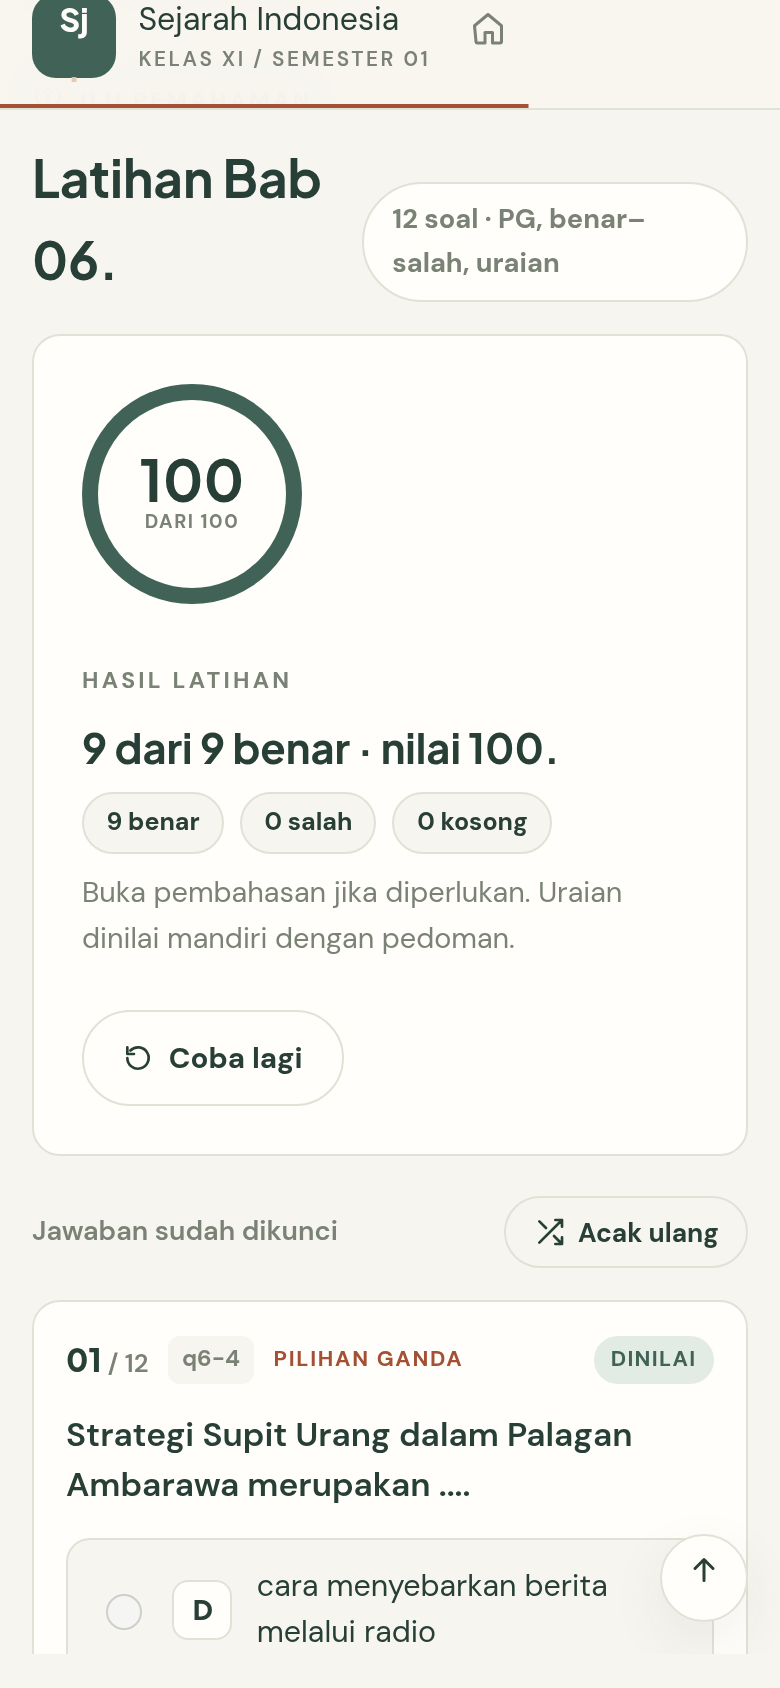 Sj
Sejarah Indonesia
KELAS XI / SEMESTER 01
Latihan Bab
06.
12 soal · PG, benar–
salah, uraian
100
DARI 100
HASIL LATIHAN
9 dari 9 benar · nilai 100.
9 benar
0 salah
0 kosong
Buka pembahasan jika diperlukan. Uraian
dinilai mandiri dengan pedoman.
Coba lagi
Jawaban sudah dikunci
Acak ulang
01 / 12
q6-4
PILIHAN GANDA
DINILAI
Strategi Supit Urang dalam Palagan
Ambarawa merupakan ....
D
cara menyebarkan berita
melalui radio